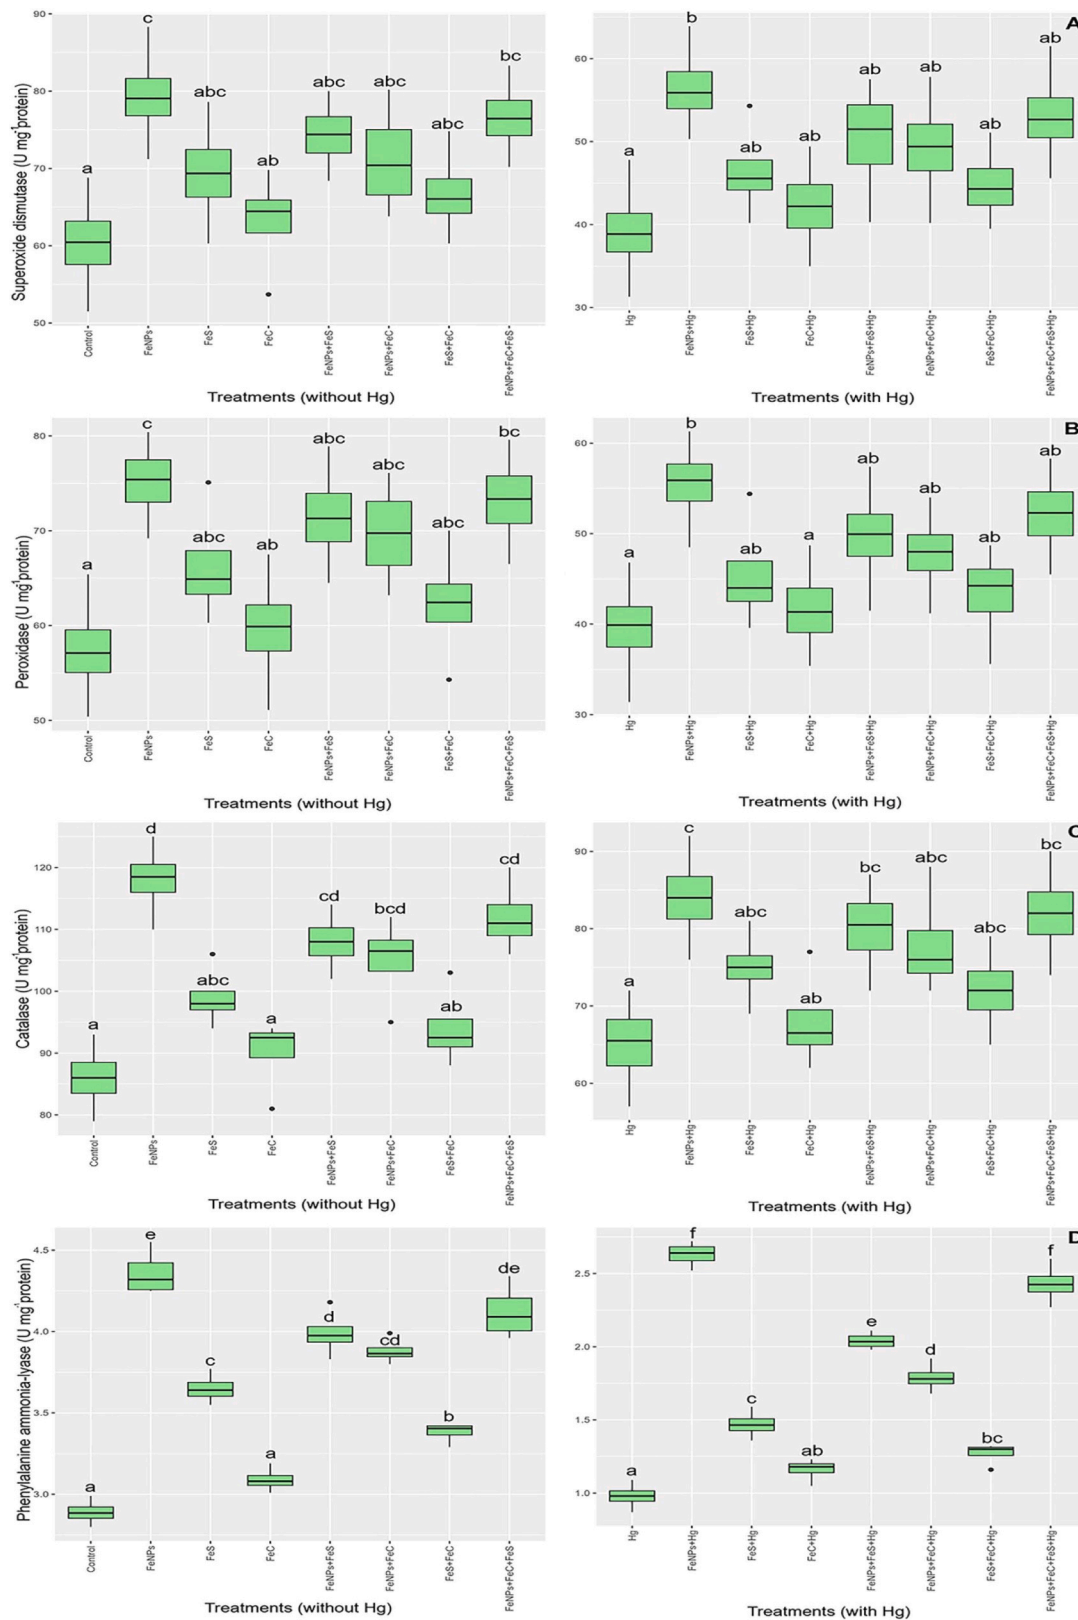 A
Superoxide dismutase (U mg⁻¹protein)
90
80
70
60
50
a
c
abc
ab
abc
abc
abc
bc
Control
FeNPs
FeS
FeC
FeNPs+FeS
FeNPs+FeC
FeS+FeC
FeNPs+FeC+FeS
Treatments (without Hg)
60
50
40
30
a
b
ab
ab
ab
ab
ab
ab
Hg
FeNPs+Hg
FeS+Hg
FeC+Hg
FeNPs+FeS+Hg
FeNPs+FeC+Hg
FeS+FeC+Hg
FeNPs+FeC+FeS+Hg
Treatments (with Hg)
B
Peroxidase (U mg⁻¹protein)
80
70
60
50
a
c
abc
ab
abc
abc
abc
bc
Control
FeNPs
FeS
FeC
FeNPs+FeS
FeNPs+FeC
FeS+FeC
FeNPs+FeC+FeS
Treatments (without Hg)
60
50
40
30
a
b
ab
a
ab
ab
ab
ab
Hg
FeNPs+Hg
FeS+Hg
FeC+Hg
FeNPs+FeS+Hg
FeNPs+FeC+Hg
FeS+FeC+Hg
FeNPs+FeC+FeS+Hg
Treatments (with Hg)
C
Catalase (U mg⁻¹protein)
120
110
100
90
80
a
d
abc
a
cd
bcd
ab
cd
Control
FeNPs
FeS
FeC
FeNPs+FeS
FeNPs+FeC
FeS+FeC
FeNPs+FeC+FeS
Treatments (without Hg)
90
80
70
60
a
c
abc
ab
bc
abc
abc
bc
Hg
FeNPs+Hg
FeS+Hg
FeC+Hg
FeNPs+FeS+Hg
FeNPs+FeC+Hg
FeS+FeC+Hg
FeNPs+FeC+FeS+Hg
Treatments (with Hg)
D
Phenylalanine ammonia-lyase (U mg⁻¹protein)
4.5
4.0
3.5
3.0
a
e
c
a
d
cd
b
de
Control
FeNPs
FeS
FeC
FeNPs+FeS
FeNPs+FeC
FeS+FeC
FeNPs+FeC+FeS
Treatments (without Hg)
2.5
2.0
1.5
1.0
a
f
c
ab
e
d
bc
f
Hg
FeNPs+Hg
FeS+Hg
FeC+Hg
FeNPs+FeS+Hg
FeNPs+FeC+Hg
FeS+FeC+Hg
FeNPs+FeC+FeS+Hg
Treatments (with Hg)